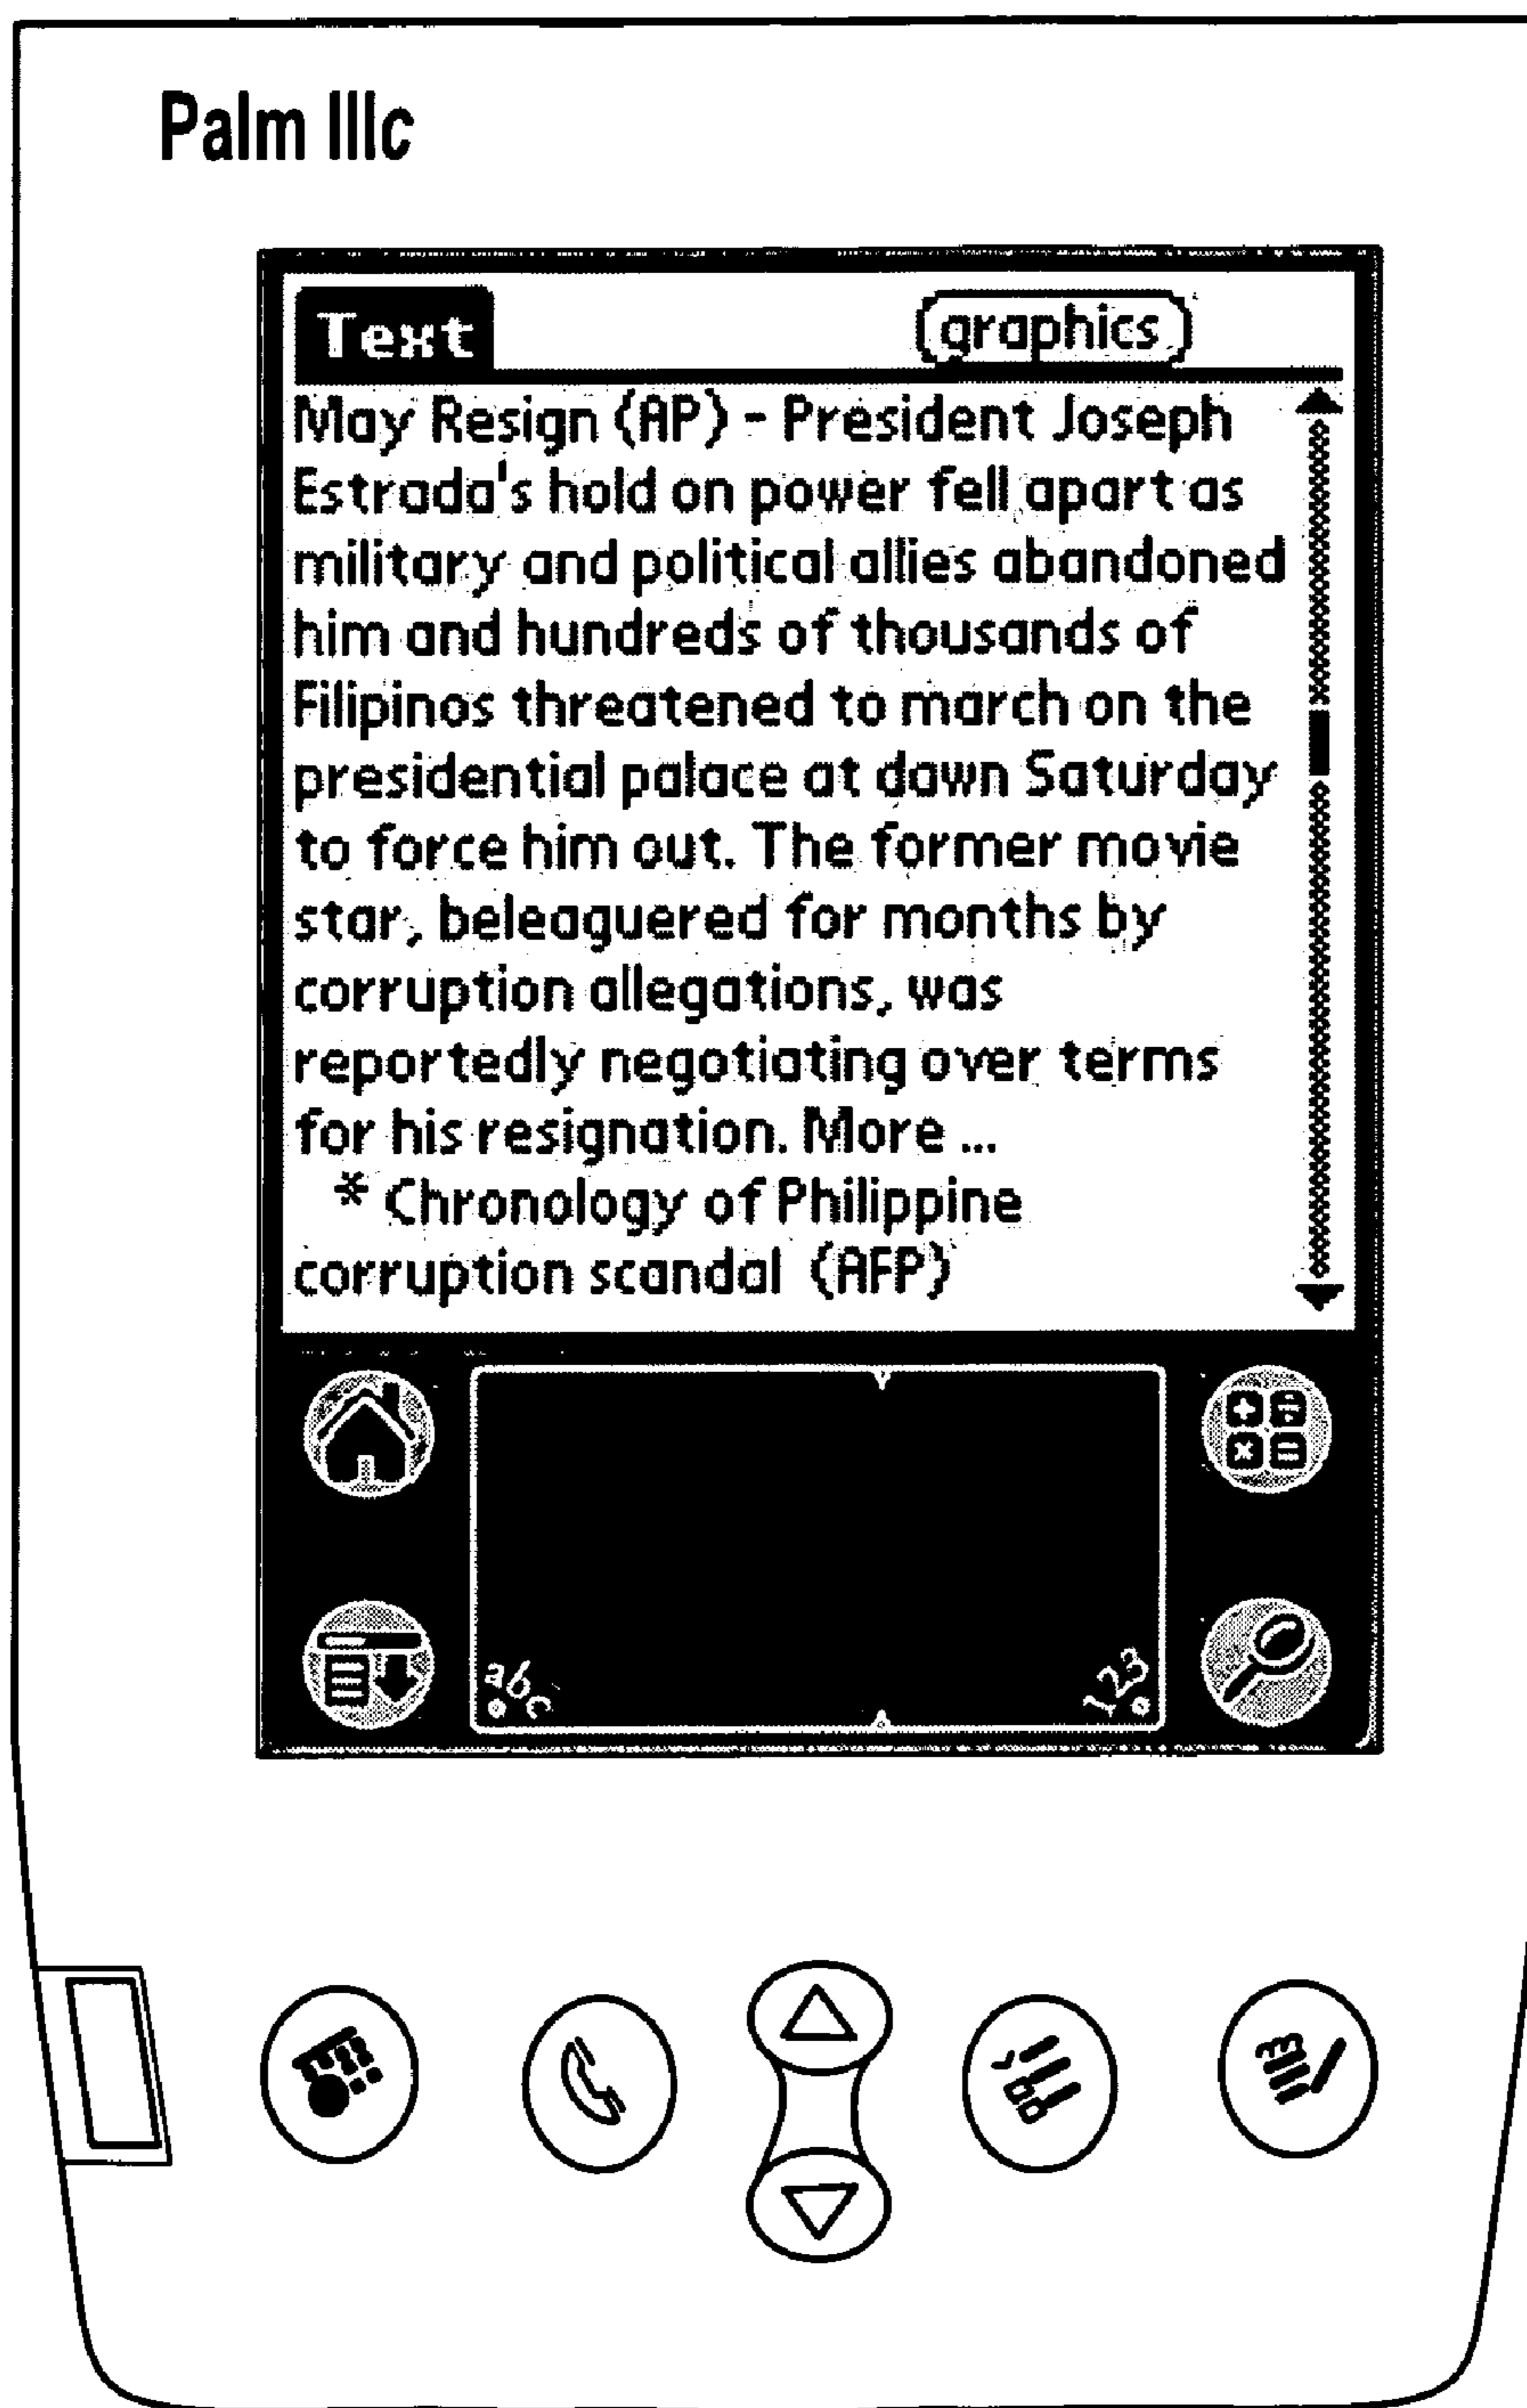 Palm IIIc
Text
graphics
May Resign (AP) - President Joseph
Estrada's hold on power fell apart as
military and political allies abandoned
him and hundreds of thousands of
Filipinos threatened to march on the
presidential palace at dawn Saturday
to force him out. The former movie
star, beleaguered for months by
corruption allegations, was
reportedly negotiating over terms
for his resignation. More ...
* Chronology of Philippine
corruption scandal (AFP)
abc
123